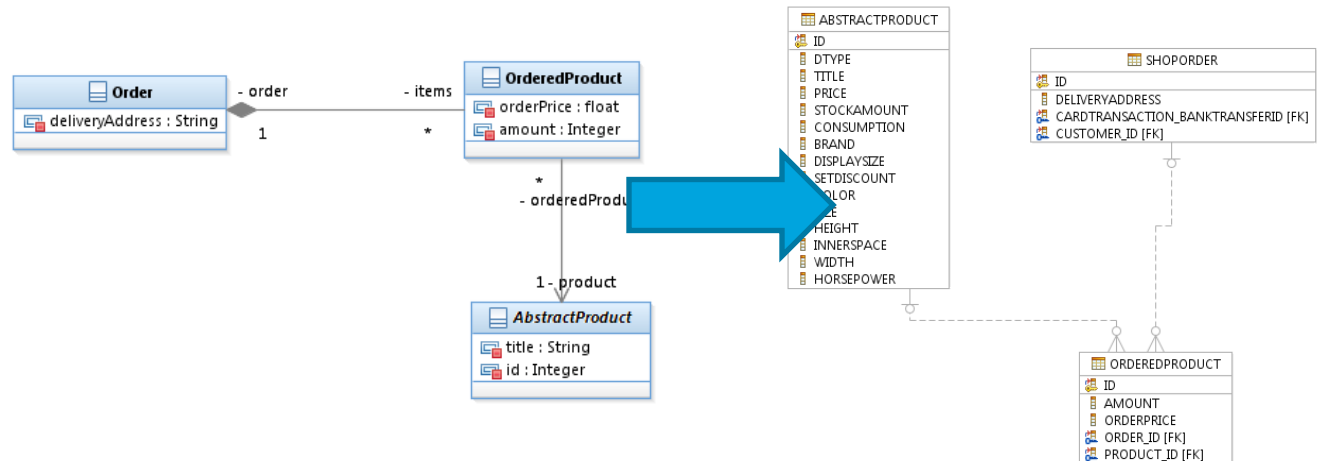 Order
deliveryAddress : String
- order
1
- items
*
OrderedProduct
orderPrice : float
amount : Integer
*
- orderedProdu
1 - product
AbstractProduct
title : String
id : Integer
ABSTRACTPRODUCT
ID
DTYPE
TITLE
PRICE
STOCKAMOUNT
CONSUMPTION
BRAND
DISPLAYSIZE
SETDISCOUNT
OLOR
HEIGHT
INNERSPACE
WIDTH
HORSEPOWER
SHOPORDER
ID
DELIVERYADDRESS
CARDTRANSACTION_BANKTRANSFERID [FK]
CUSTOMER_ID [FK]
ORDEREDPRODUCT
ID
AMOUNT
ORDERPRICE
ORDER_ID [FK]
PRODUCT_ID [FK]